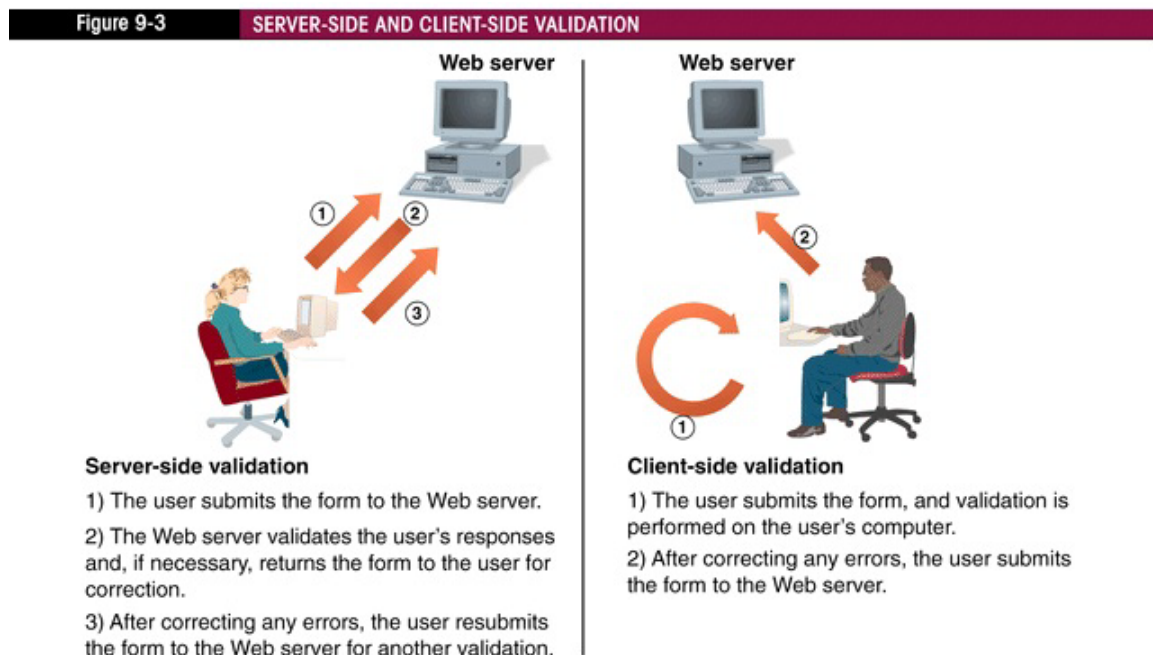 Figure 9-3 SERVER-SIDE AND CLIENT-SIDE VALIDATION
Web server
1
2
3
Server-side validation
1) The user submits the form to the Web server.
2) The Web server validates the user's responses
and, if necessary, returns the form to the user for
correction.
3) After correcting any errors, the user resubmits
the form to the Web server for another validation.
Web server
2
1
Client-side validation
1) The user submits the form, and validation is
performed on the user's computer.
2) After correcting any errors, the user submits
the form to the Web server.